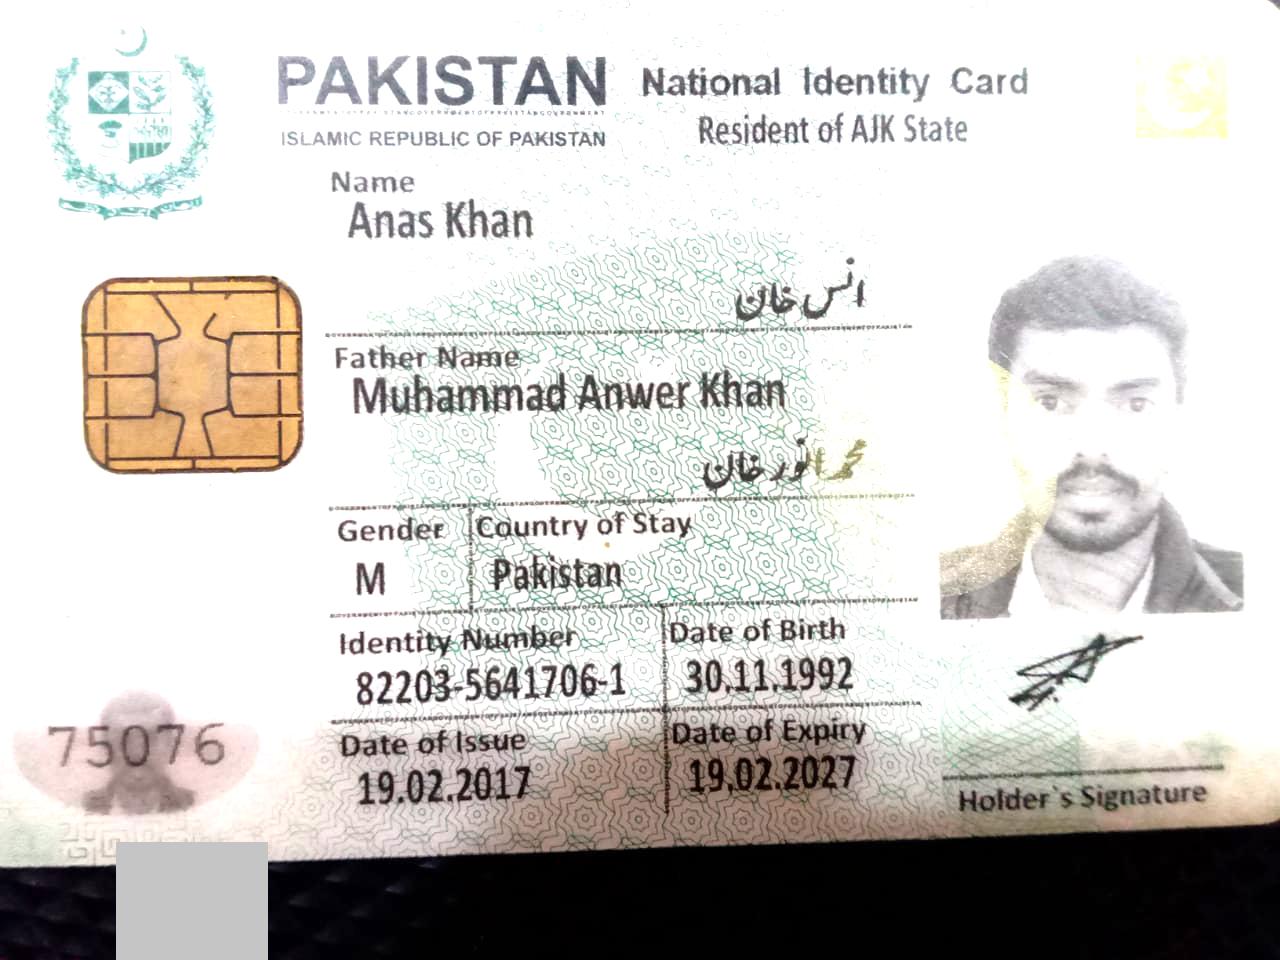 PAKISTAN
ISLAMIC REPUBLIC OF PAKISTAN
National Identity Card
Resident of AJK State
Name
Anas Khan
انس خان
Father Name
Muhammad Anwer Khan
محمد انور خان
Gender
Country of Stay
M
Pakistan
Identity Number
Date of Birth
82203-5641706-1
30.11.1992
Date of Issue
Date of Expiry
19.02.2017
19.02.2027
75076
Holder's Signature